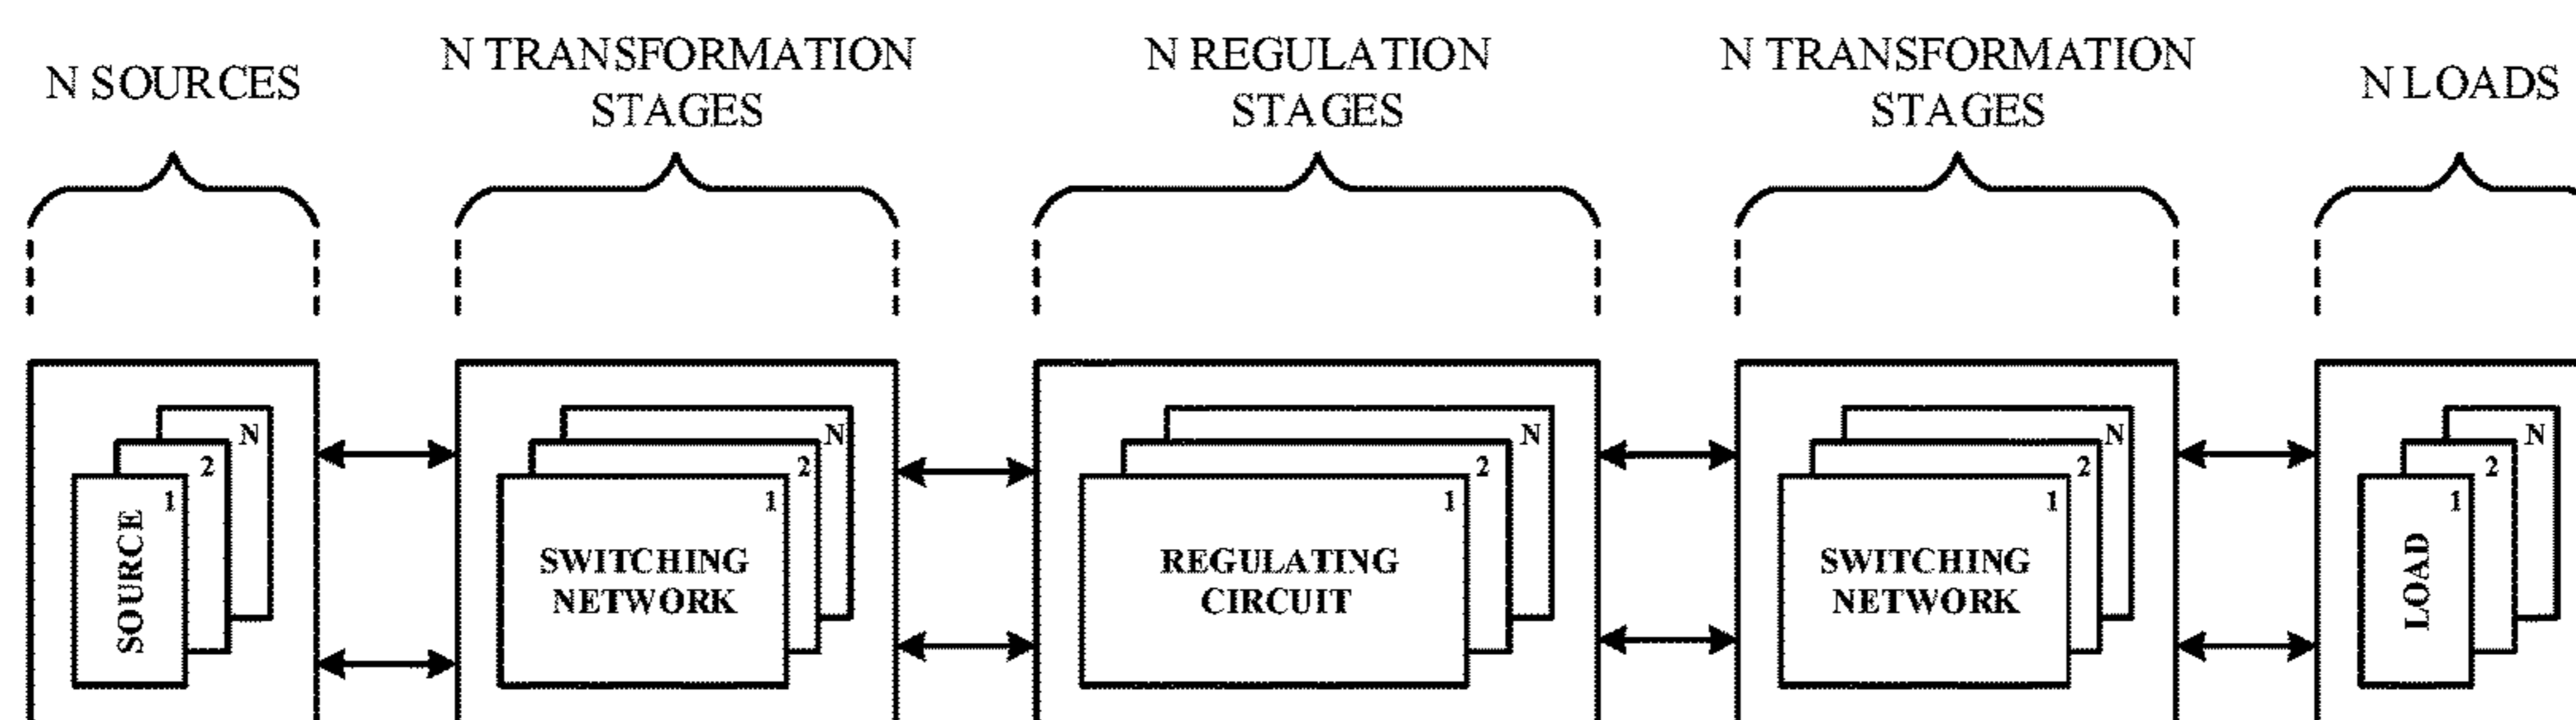 N SOURCES
N TRANSFORMATION
STAGES
N REGULATION
STAGES
N TRANSFORMATION
STAGES
N LOADS
N
2
1
SOURCE
N
2
1
SWITCHING
NETWORK
N
2
1
REGULATING
CIRCUIT
N
2
1
SWITCHING
NETWORK
N
2
1
LOAD